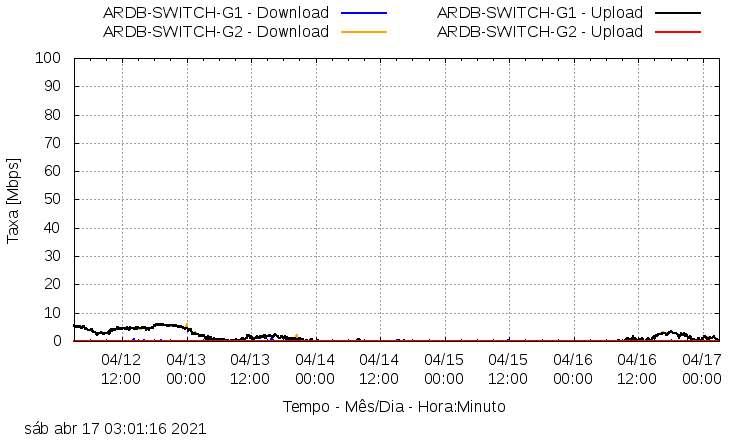 ARDB-SWITCH-G1 - Download ARDB-SWITCH-G1 - Upload
ARDB-SWITCH-G2 - Download ARDB-SWITCH-G2 - Upload
100
90
80
70
60
50
40
30
20
10
0
Taxa [Mbps]
04/12 04/13 04/13 04/14 04/14 04/15 04/15 04/16 04/16 04/17
12:00 00:00 12:00 00:00 12:00 00:00 12:00 00:00 12:00 00:00
Tempo - Mês/Dia - Hora:Minuto
sáb abr 17 03:01:16 2021